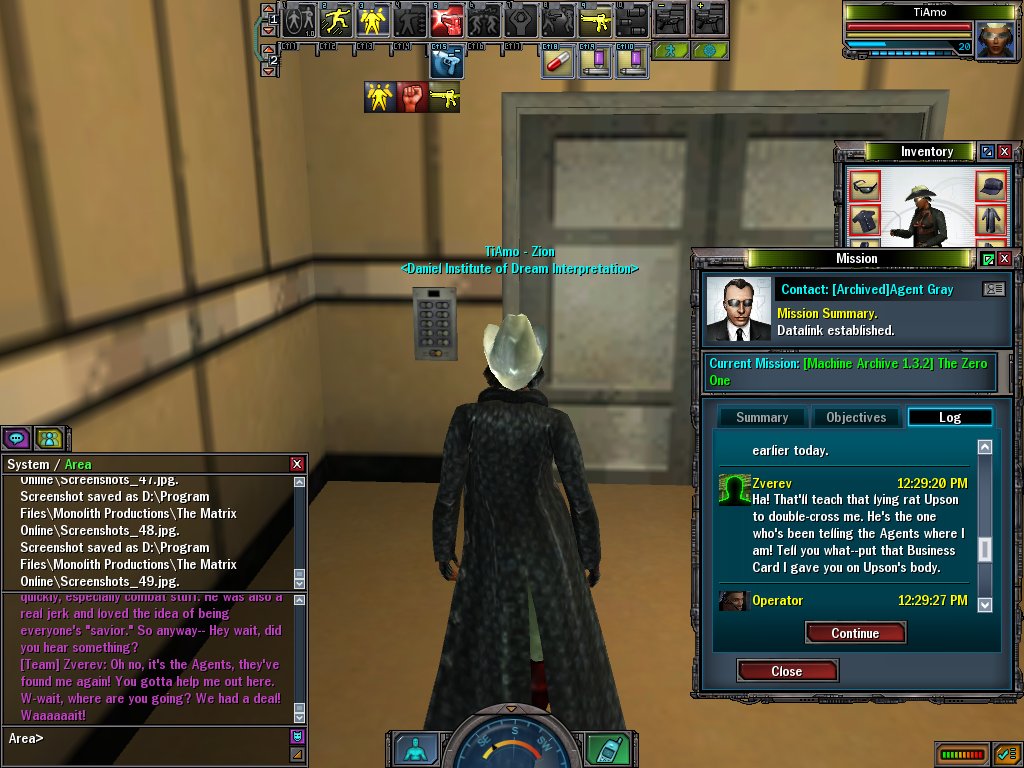 TiAmo
20
1
2
Inventory
TiAmo - Zion
<Daniel Institute of Dream Interpretation>
Mission
Contact: [Archived]Agent Gray
Mission Summary.
Datalink established.
Current Mission: [Machine Archive 1.3.2] The Zero
One
Summary
Objectives
Log
earlier today.
Zverev 12:29:20 PM
Ha! That'll teach that lying rat Upson
to double-cross me. He's the one
who's been telling the Agents where I
am! Tell you what--put that Business
Card I gave you on Upson's body.
Operator 12:29:27 PM
Continue
Close
System / Area
Online\Screenshots_47.jpg.
Screenshot saved as D:\Program
Files\Monolith Productions\The Matrix
Online\Screenshots_48.jpg.
Screenshot saved as D:\Program
Files\Monolith Productions\The Matrix
Online\Screenshots_49.jpg.
quickly, especially combat stuff. He was also a
real jerk and loved the idea of being
everyone's "savior." So anyway-- Hey wait, did
you hear something?
[Team] Zverev: Oh no, it's the Agents, they've
found me again! You gotta help me out here.
W-wait, where are you going? We had a deal!
Waaaaaait!
Area>
SE
S
SW